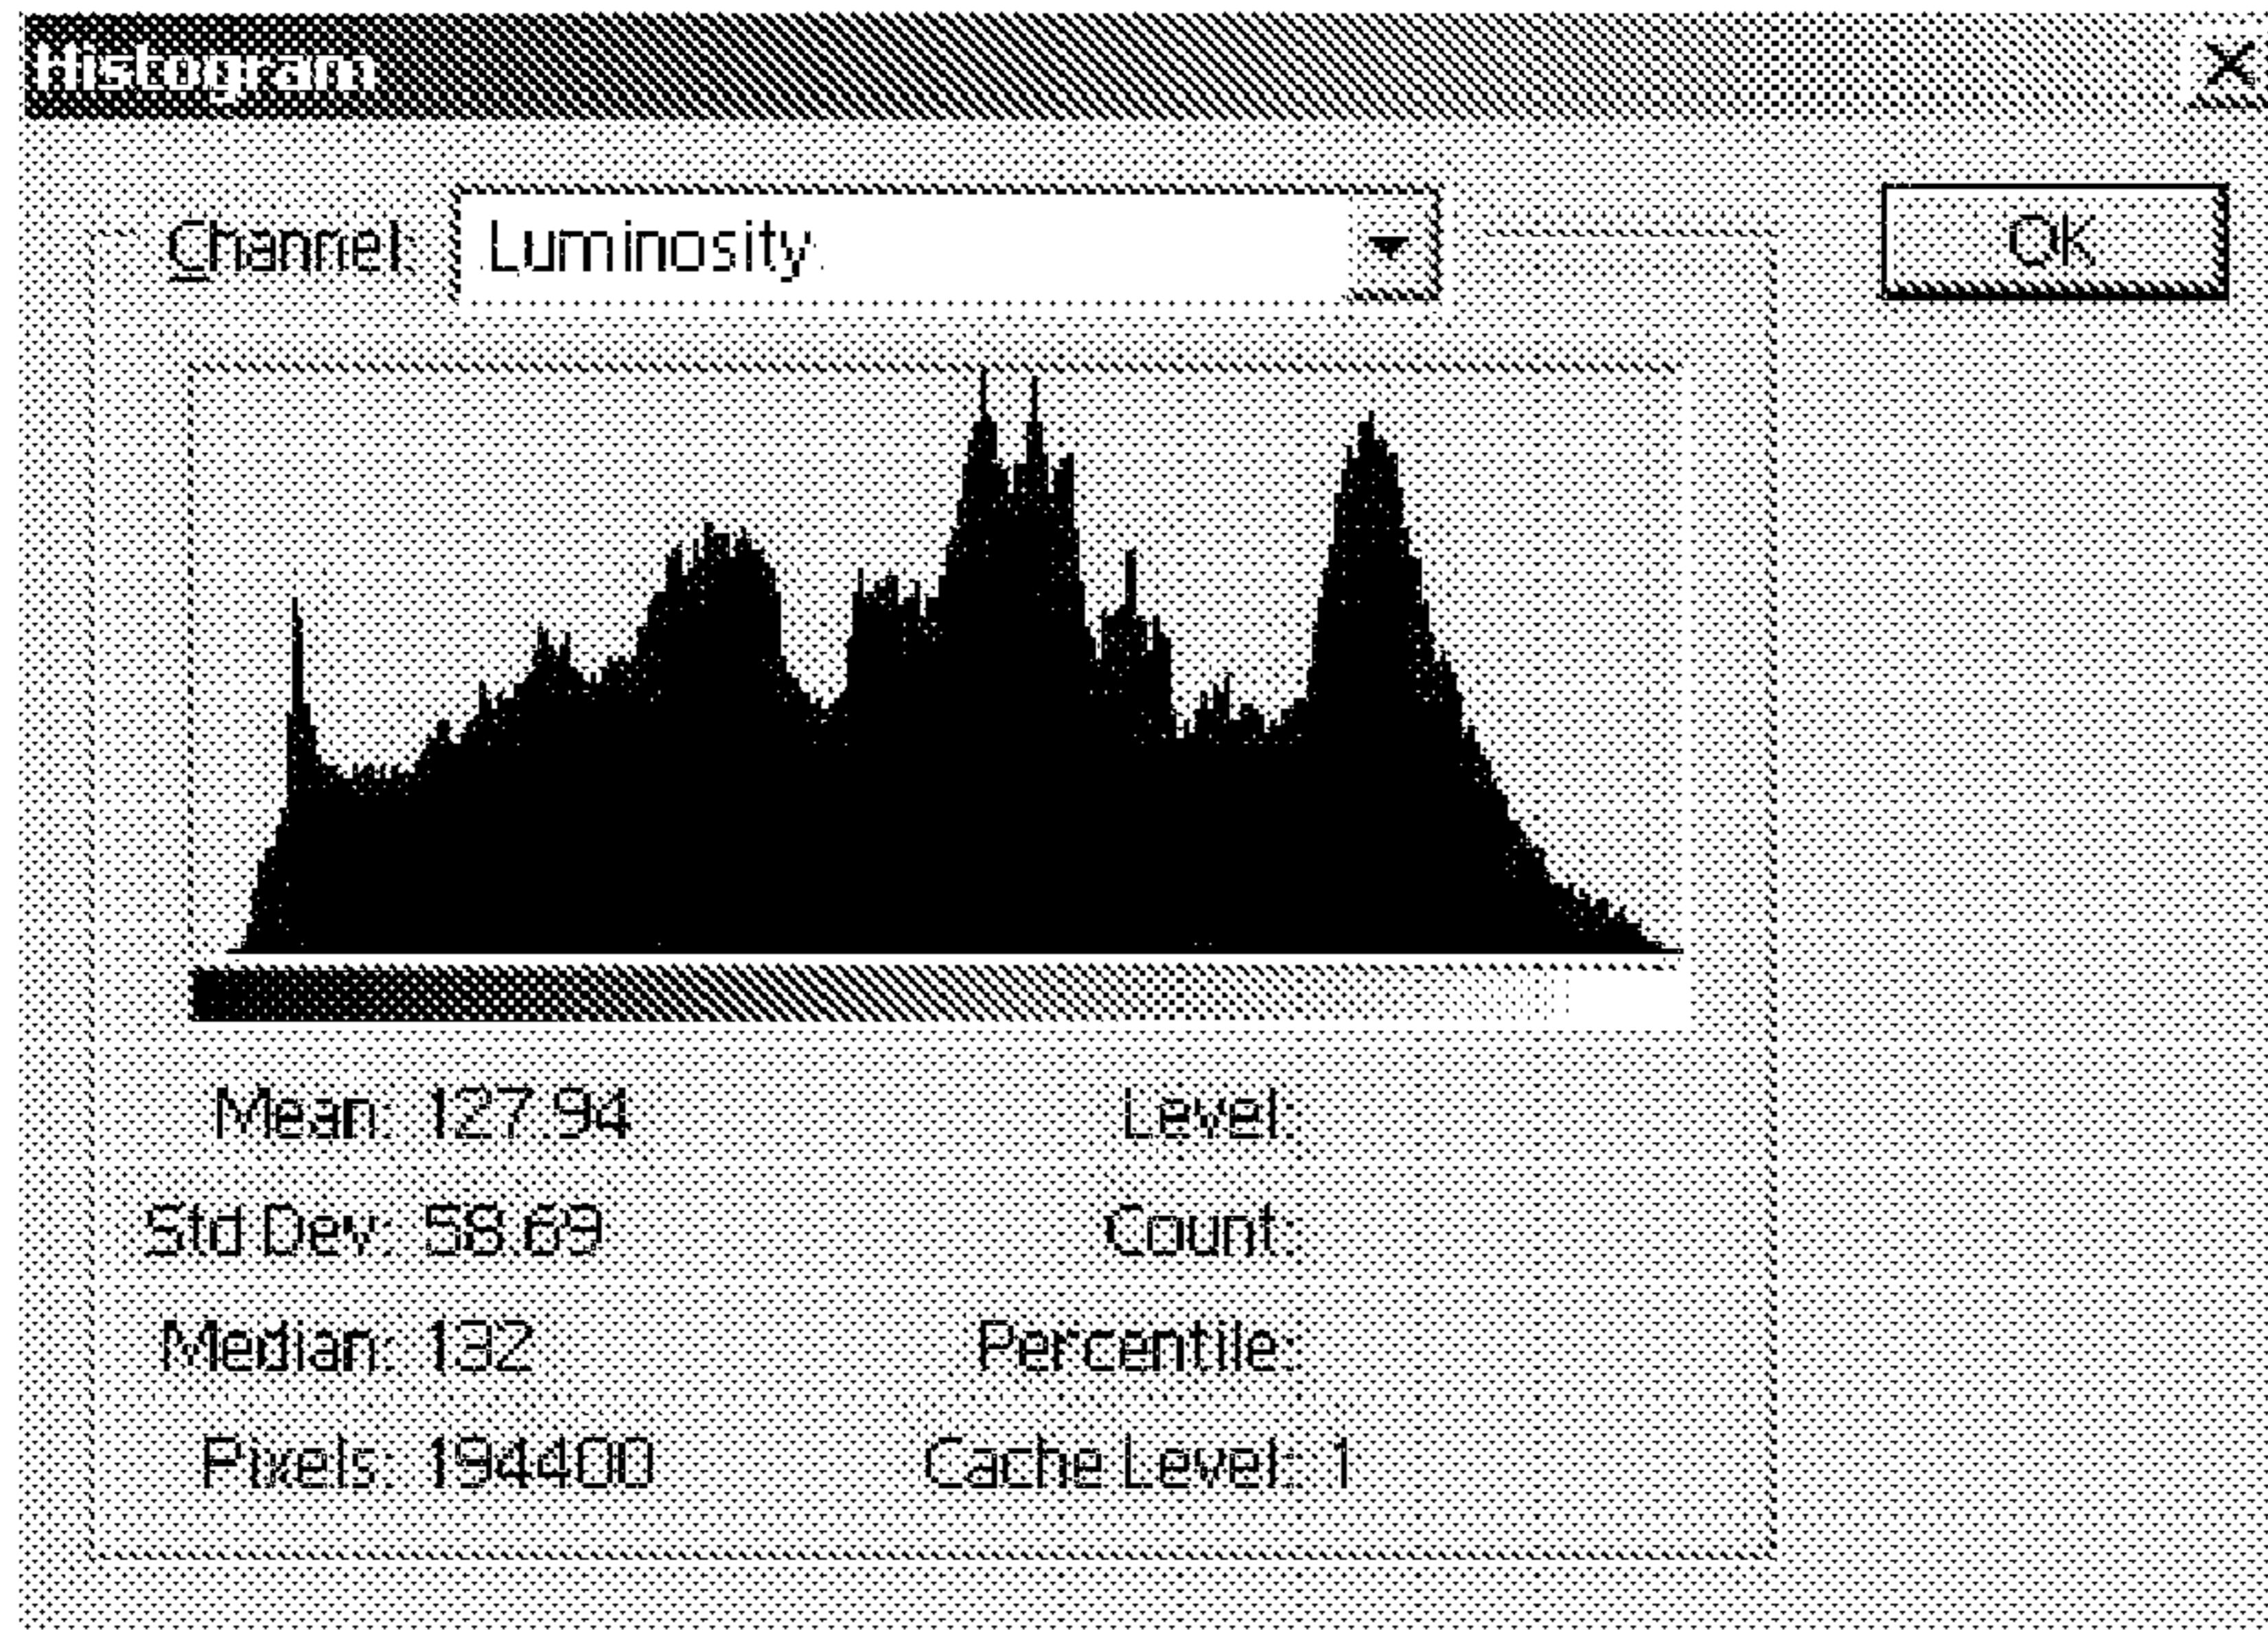 Histogram
Channel: Luminosity
OK
Mean: 127.94 Level:
Std Dev: 58.69 Count:
Median: 132 Percentile:
Pixels: 194400 Cache Level: 1